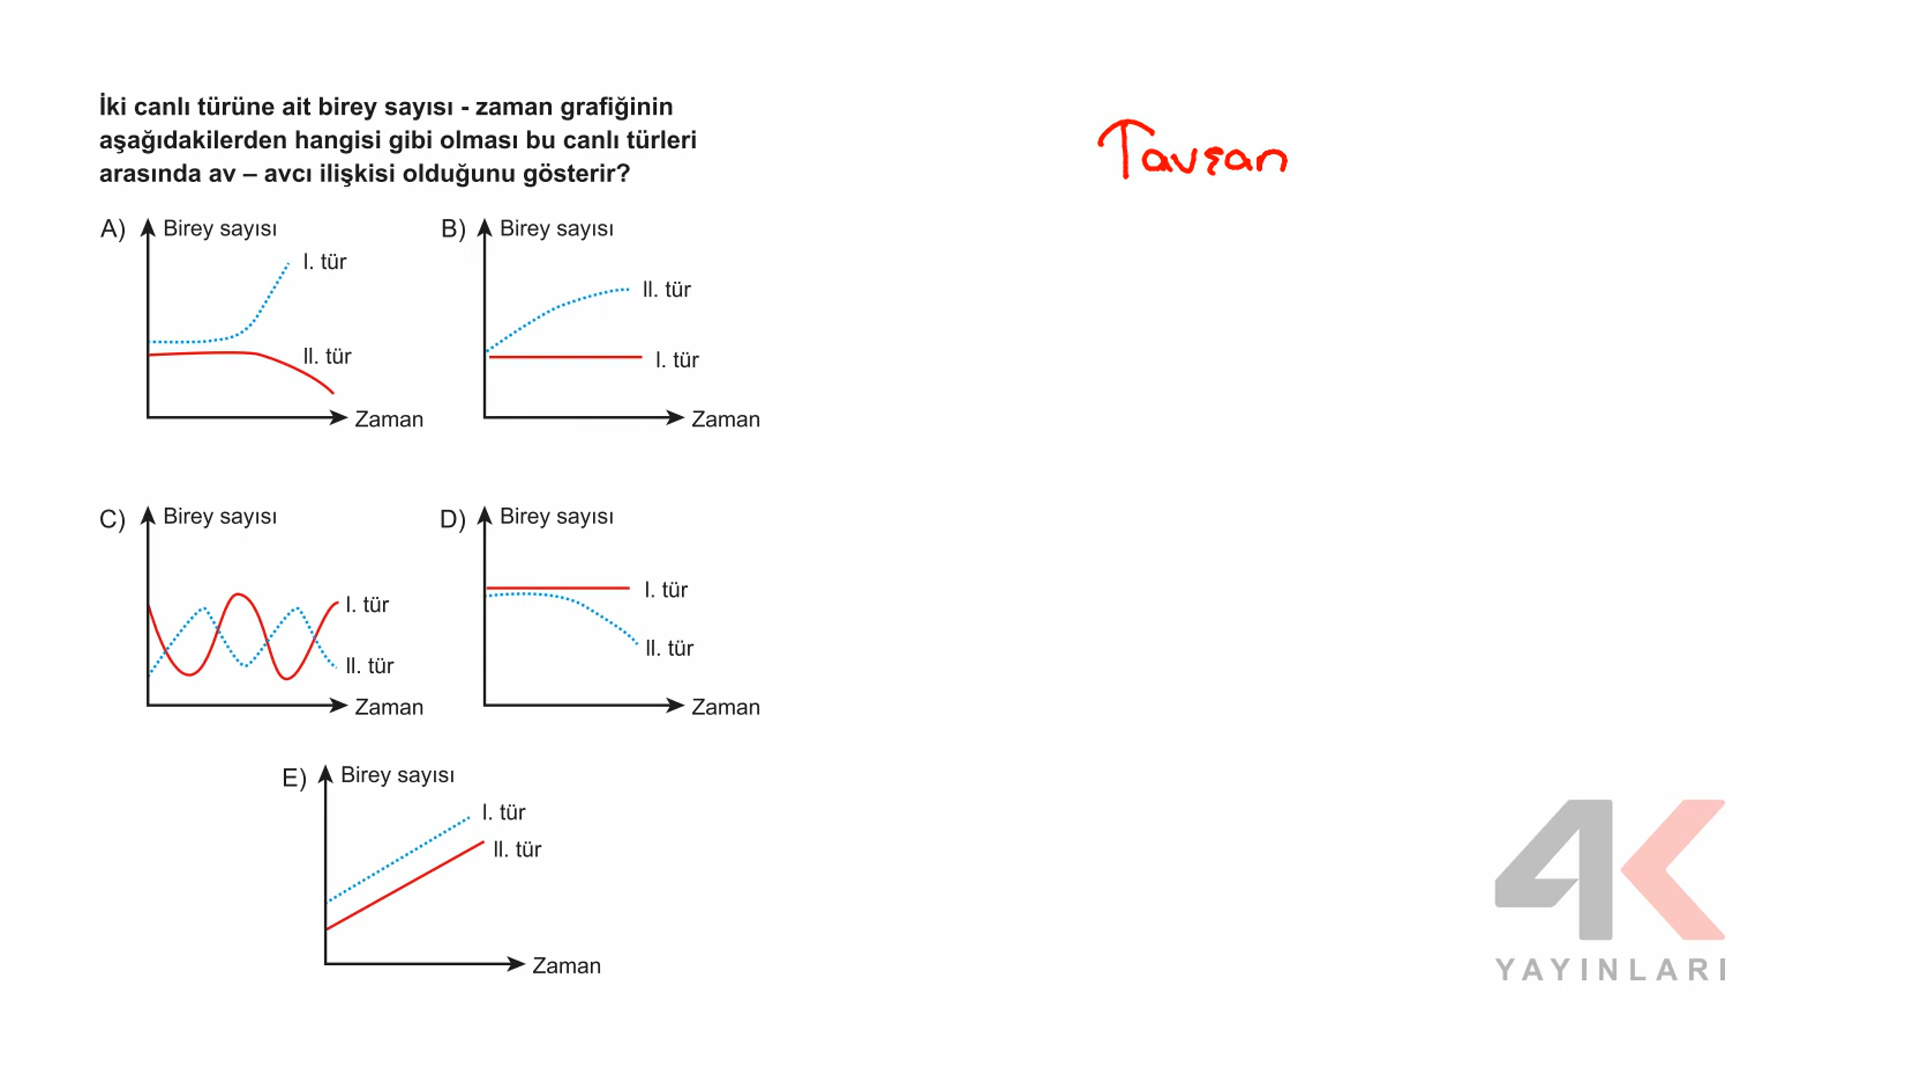 İki canlı türüne ait birey sayısı - zaman grafiğinin
aşağıdakilerden hangisi gibi olması bu canlı türleri
arasında av – avcı ilişkisi olduğunu gösterir?
Tavşan
A) Birey sayısı
I. tür
II. tür
Zaman
B) Birey sayısı
II. tür
I. tür
Zaman
C) Birey sayısı
I. tür
II. tür
Zaman
D) Birey sayısı
I. tür
II. tür
Zaman
E) Birey sayısı
I. tür
II. tür
Zaman
4K
YAYINLARI